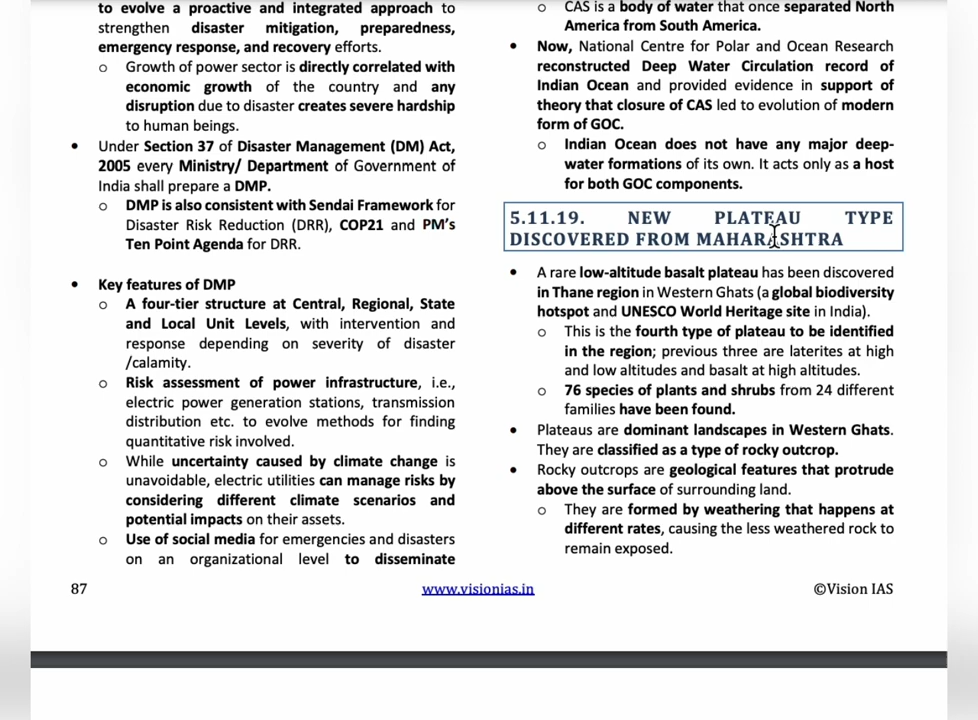 to evolve a proactive and integrated approach to
strengthen disaster mitigation, preparedness,
emergency response, and recovery efforts.
o Growth of power sector is directly correlated with
economic growth of the country and any
disruption due to disaster creates severe hardship
to human beings.
• Under Section 37 of Disaster Management (DM) Act,
2005 every Ministry/ Department of Government of
India shall prepare a DMP.
o DMP is also consistent with Sendai Framework for
Disaster Risk Reduction (DRR), COP21 and PM's
Ten Point Agenda for DRR.
• Key features of DMP
o A four-tier structure at Central, Regional, State
and Local Unit Levels, with intervention and
response depending on severity of disaster
/calamity.
o Risk assessment of power infrastructure, i.e.,
electric power generation stations, transmission
distribution etc. to evolve methods for finding
quantitative risk involved.
o While uncertainty caused by climate change is
unavoidable, electric utilities can manage risks by
considering different climate scenarios and
potential impacts on their assets.
o Use of social media for emergencies and disasters
on an organizational level to disseminate
o CAS is a body of water that once separated North
America from South America.
• Now, National Centre for Polar and Ocean Research
reconstructed Deep Water Circulation record of
Indian Ocean and provided evidence in support of
theory that closure of CAS led to evolution of modern
form of GOC.
o Indian Ocean does not have any major deep-
water formations of its own. It acts only as a host
for both GOC components.
5.11.19. NEW PLATEAU TYPE
DISCOVERED FROM MAHARASHTRA
• A rare low-altitude basalt plateau has been discovered
in Thane region in Western Ghats (a global biodiversity
hotspot and UNESCO World Heritage site in India).
o This is the fourth type of plateau to be identified
in the region; previous three are laterites at high
and low altitudes and basalt at high altitudes.
o 76 species of plants and shrubs from 24 different
families have been found.
• Plateaus are dominant landscapes in Western Ghats.
They are classified as a type of rocky outcrop.
• Rocky outcrops are geological features that protrude
above the surface of surrounding land.
o They are formed by weathering that happens at
different rates, causing the less weathered rock to
remain exposed.
87 www.visionias.in ©Vision IAS